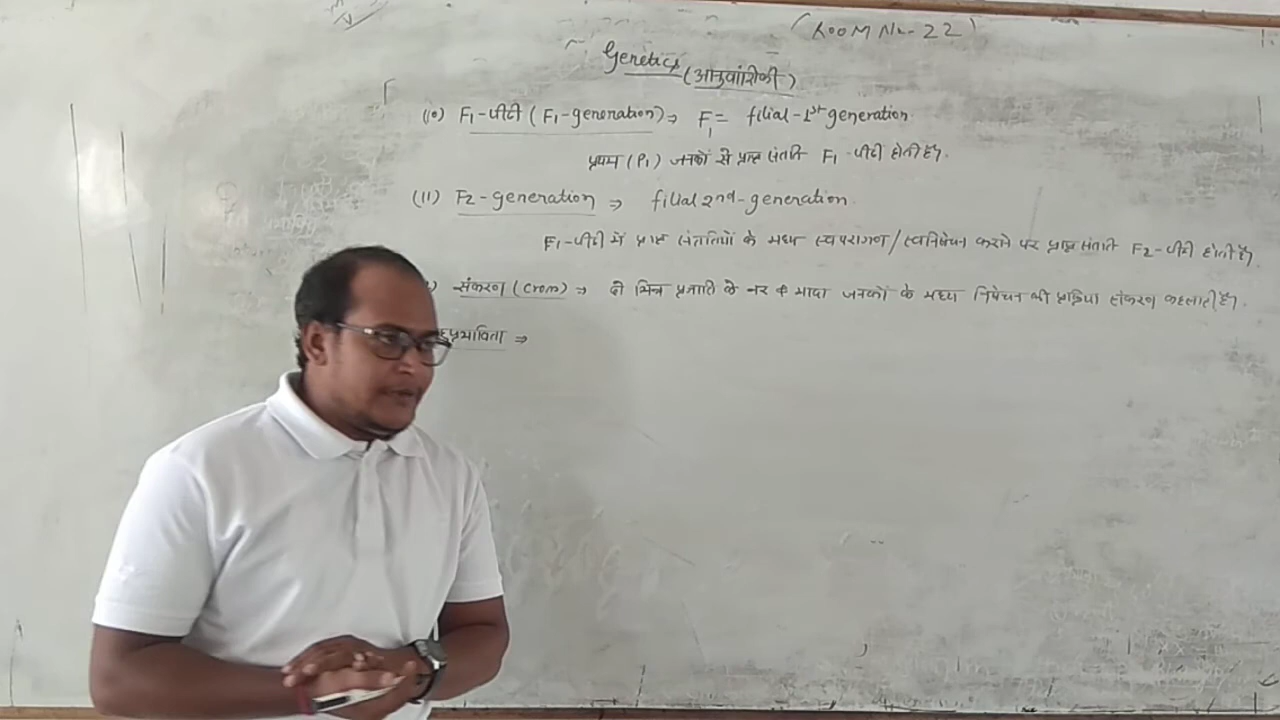 (ROOM No-22)
Genetics (आनुवांशिकी)
(10) F1-पीढी (F1-generation) ⇒ F1 = filial-1st generation
प्रथम (P1) जनकों से प्राप्त संतति F1-पीढी होती है।
(11) F2-generation ⇒ filial 2nd-generation
F1-पीढी में प्राप्त संततियों के मध्य स्वपरागण/स्वनिषेचन कराने पर प्राप्त संतति F2-पीढी होती है।
संकरण (Cross) ⇒ दो भिन्न प्रजाति के नर व मादा जनकों के मध्य निषेचन की प्रक्रिया संकरण कहलाती है।
प्रभाविता ⇒